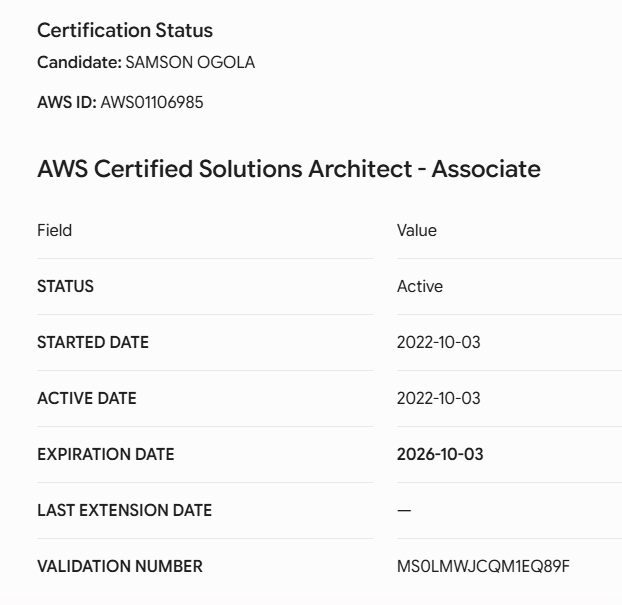 Certification Status
Candidate: SAMSON OGOLA
AWS ID: AWS01106985
AWS Certified Solutions Architect - Associate
Field Value
STATUS Active
STARTED DATE 2022-10-03
ACTIVE DATE 2022-10-03
EXPIRATION DATE 2026-10-03
LAST EXTENSION DATE —
VALIDATION NUMBER MS0LMWJCQM1EQ89F